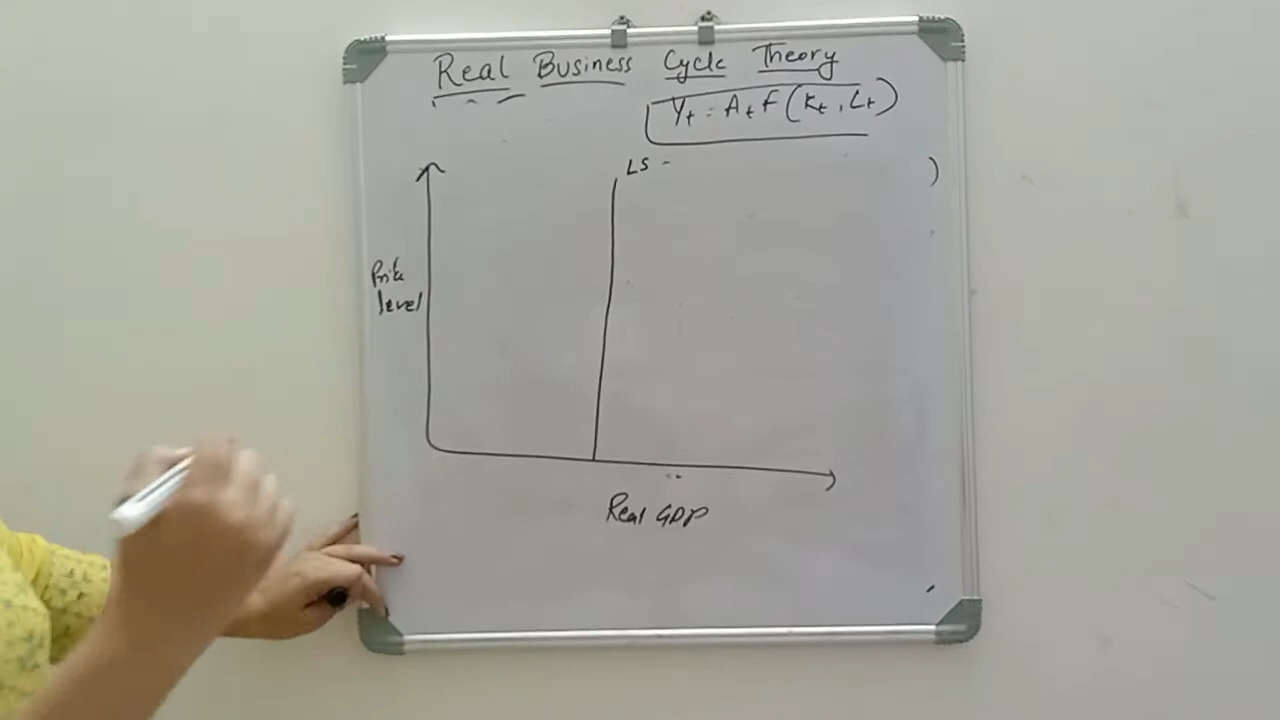 Real Business Cycle Theory
Yt = At F (Kt, Lt)
LS
Price
level
Real GDP